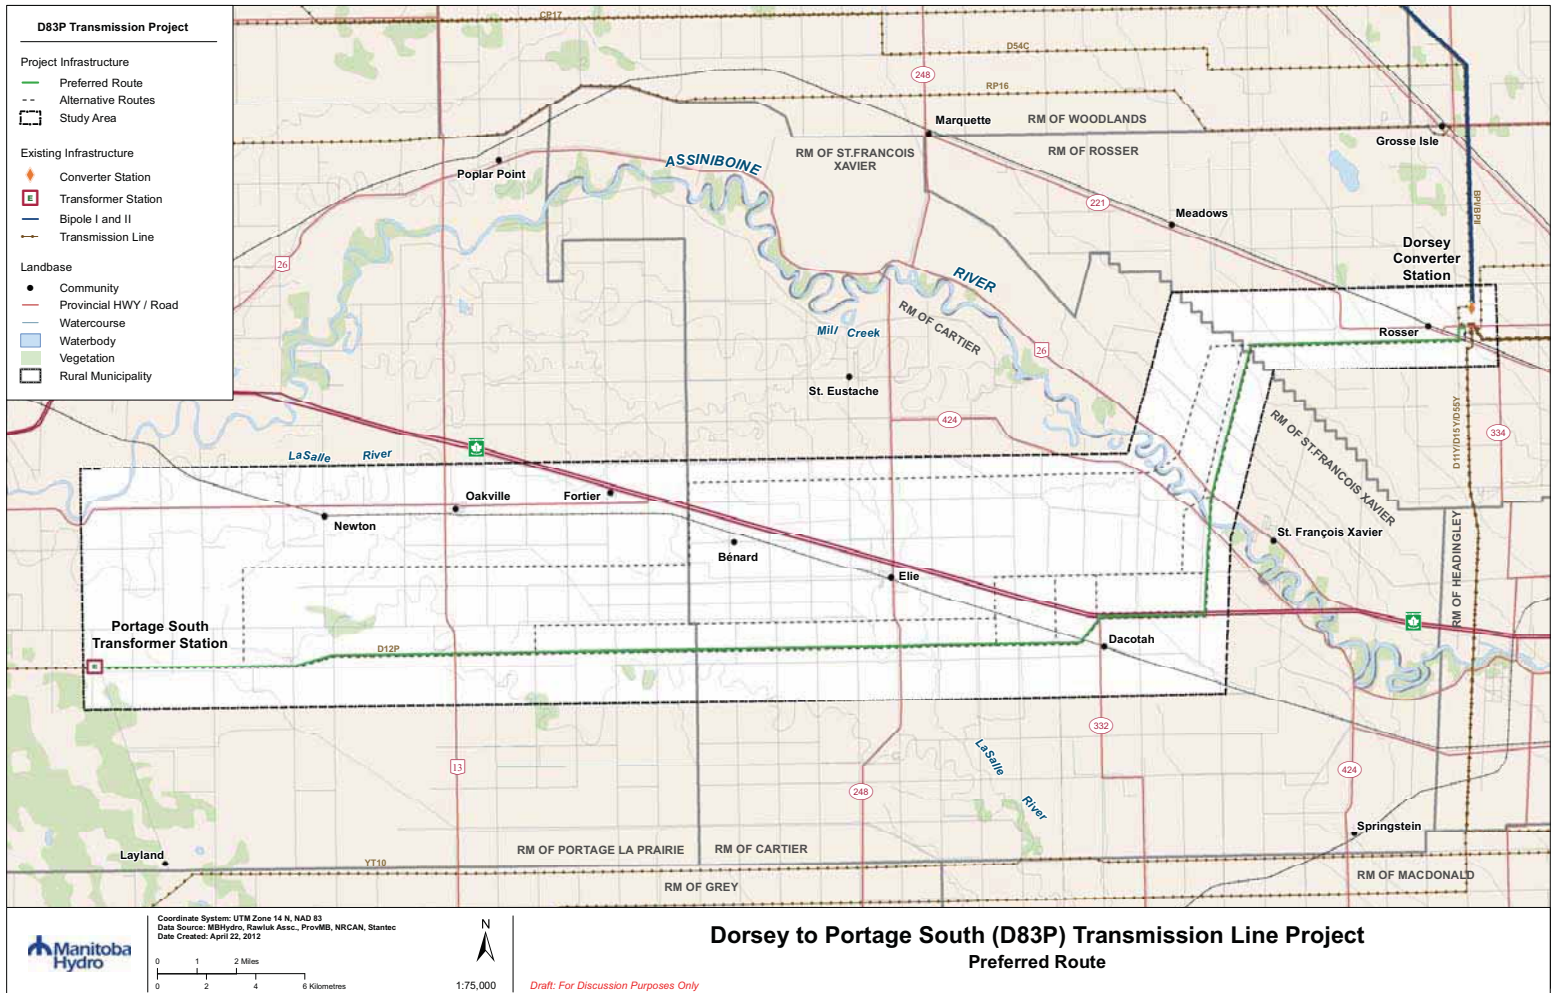 D83P Transmission Project
Project Infrastructure
Preferred Route
Alternative Routes
Study Area
Existing Infrastructure
Converter Station
E
Transformer Station
Bipole I and II
Transmission Line
Landbase
Community
Provincial HWY / Road
Watercourse
Waterbody
Vegetation
Rural Municipality
CP17
D54C
248
RP16
Marquette
RM OF WOODLANDS
Grosse Isle
RM OF ROSSER
RM OF ST.FRANCOIS
XAVIER
ASSINIBOINE
Poplar Point
221
BPI/BPII
Meadows
Dorsey
Converter
Station
26
RIVER
RM OF CARTIER
Mill Creek
Rosser
26
St. Eustache
424
RM OF ST.FRANCOIS XAVIER
D11Y/D15Y/D55Y
334
LaSalle River
Oakville
Fortier
Newton
St. François Xavier
RM OF HEADINGLEY
Bénard
Elie
Portage South
Transformer Station
Dacotah
D12P
E
332
LaSalle
River
13
248
424
Springstein
Layland
YT10
RM OF PORTAGE LA PRAIRIE
RM OF CARTIER
RM OF GREY
RM OF MACDONALD
Manitoba
Hydro
Coordinate System: UTM Zone 14 N, NAD 83
Data Source: MBHydro, Rawluk Assc., ProvMB, NRCAN, Stantec
Date Created: April 22, 2012
0 1 2 Miles
0 2 4 6 Kilometres
N
1:75,000
Dorsey to Portage South (D83P) Transmission Line Project
Preferred Route
Draft: For Discussion Purposes Only